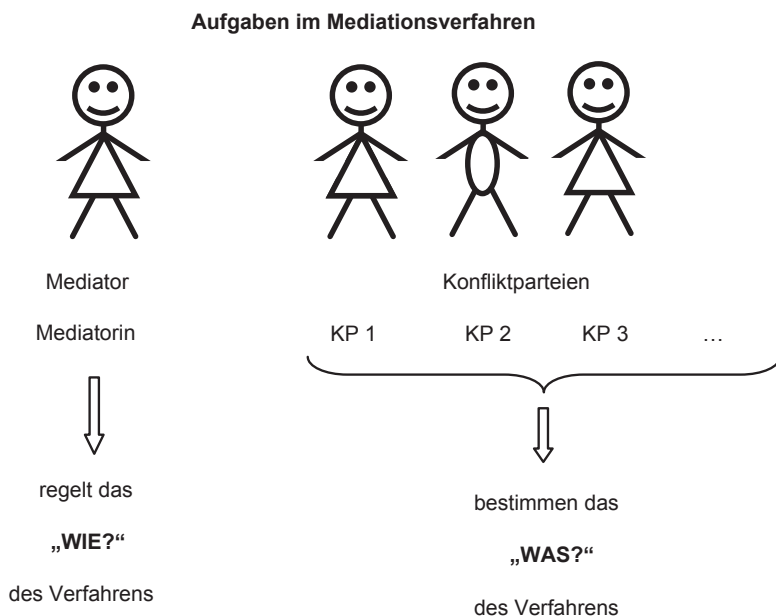 Aufgaben im Mediationsverfahren
Mediator
Mediatorin
regelt das
„WIE?“
des Verfahrens
Konfliktparteien
KP 1 KP 2 KP 3 …
bestimmen das
„WAS?“
des Verfahrens